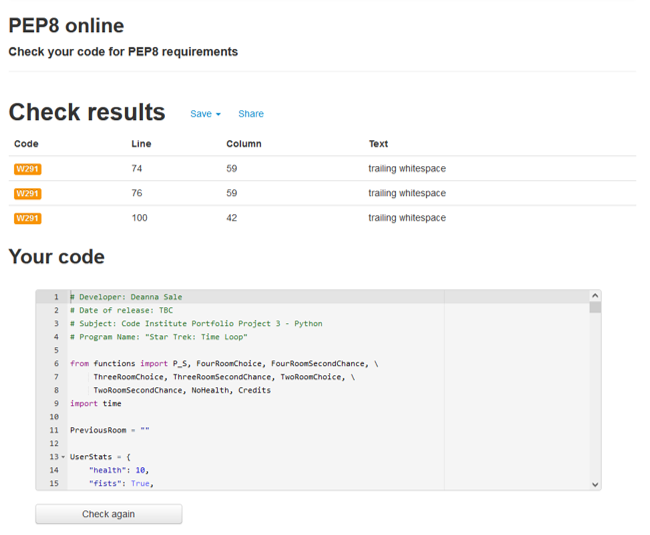 PEP8 online
Check your code for PEP8 requirements
Check results Save Share
Code Line Column Text
W291 74 59 trailing whitespace
W291 76 59 trailing whitespace
W291 100 42 trailing whitespace
Your code
1 # Developer: Deanna Sale
2 # Date of release: TBC
3 # Subject: Code Institute Portfolio Project 3 - Python
4 # Program Name: "Star Trek: Time Loop"
5
6 from functions import P_S, FourRoomChoice, FourRoomSecondChance, \
7 ThreeRoomChoice, ThreeRoomSecondChance, TwoRoomChoice, \
8 TwoRoomSecondChance, NoHealth, Credits
9 import time
10
11 PreviousRoom = ""
12
13 UserStats = {
14 "health": 10,
15 "fists": True,
Check again